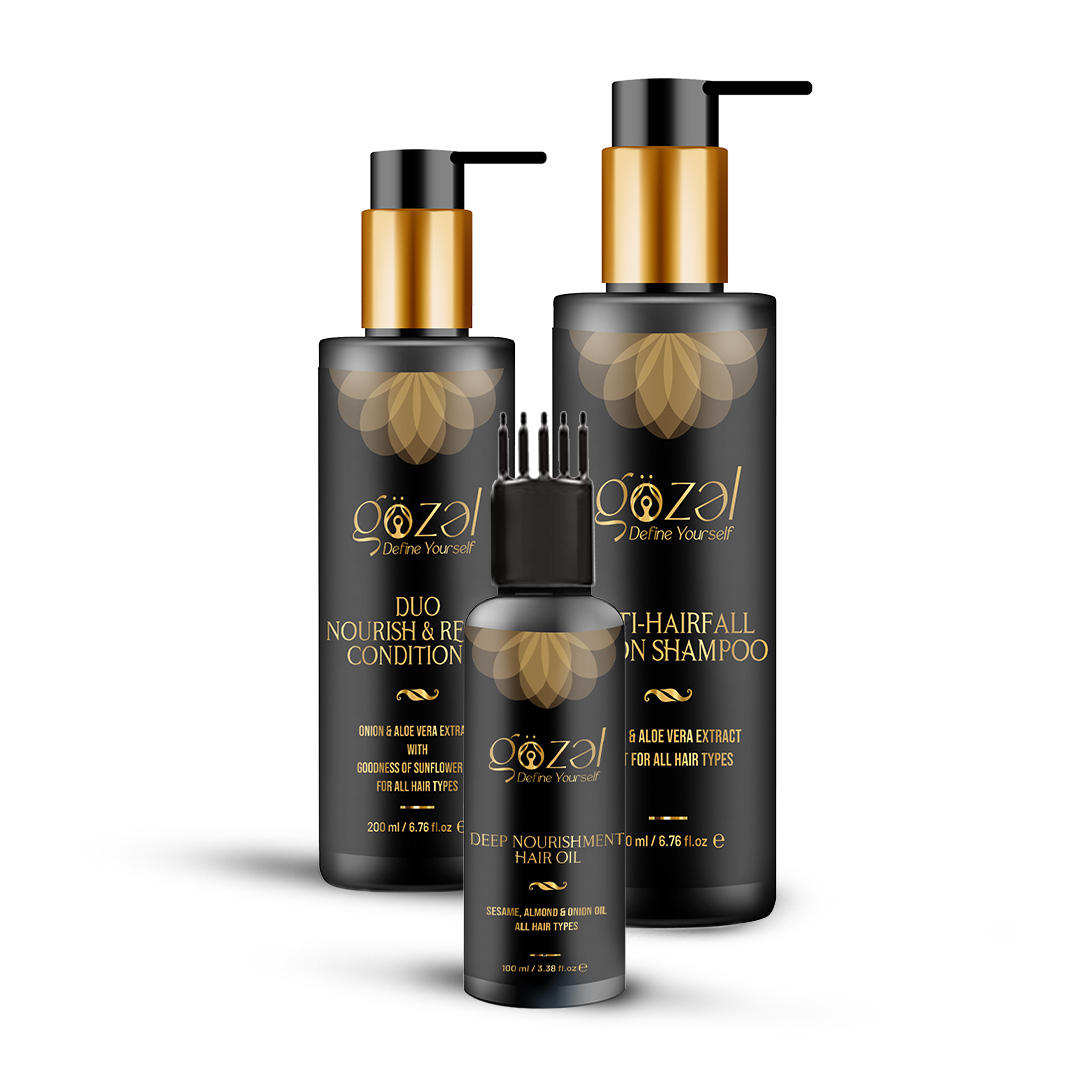 gözəl
Define Yourself
DUO
NOURISH & RE
CONDITION
ONION & ALOE VERA EXTRA
WITH
GOODNESS OF SUNFLOWER
FOR ALL HAIR TYPES
200 ml / 6.76 fl.oz ℮
gözəl
Define Yourself
DEEP NOURISHMENT
HAIR OIL
SESAME, ALMOND & ONION OIL
ALL HAIR TYPES
100 ml / 3.38 fl.oz ℮
gözəl
Define Yourself
TI-HAIRFALL
ON SHAMPOO
& ALOE VERA EXTRACT
T FOR ALL HAIR TYPES
0 ml / 6.76 fl.oz ℮